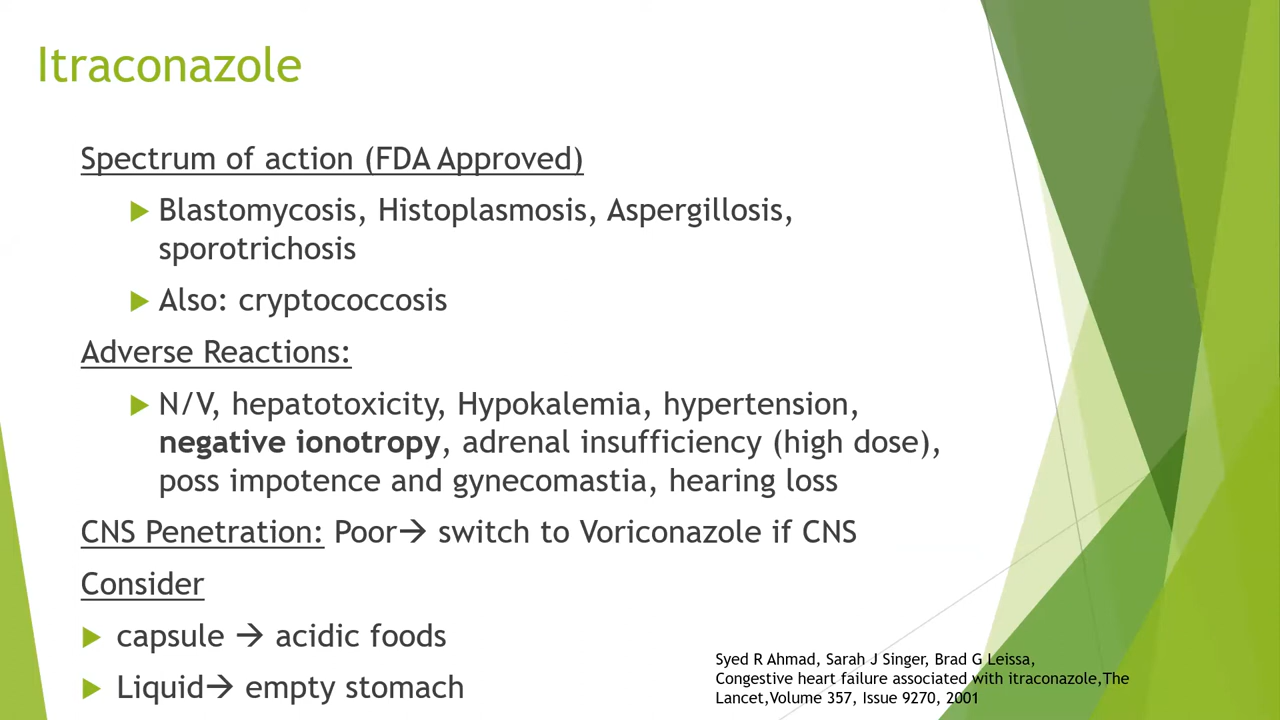 Itraconazole
Spectrum of action (FDA Approved)
Blastomycosis, Histoplasmosis, Aspergillosis,
sporotrichosis
Also: cryptococcosis
Adverse Reactions:
N/V, hepatotoxicity, Hypokalemia, hypertension,
negative ionotropy, adrenal insufficiency (high dose),
poss impotence and gynecomastia, hearing loss
CNS Penetration: Poor→ switch to Voriconazole if CNS
Consider
capsule → acidic foods
Liquid→ empty stomach
Syed R Ahmad, Sarah J Singer, Brad G Leissa,
Congestive heart failure associated with itraconazole,The
Lancet,Volume 357, Issue 9270, 2001